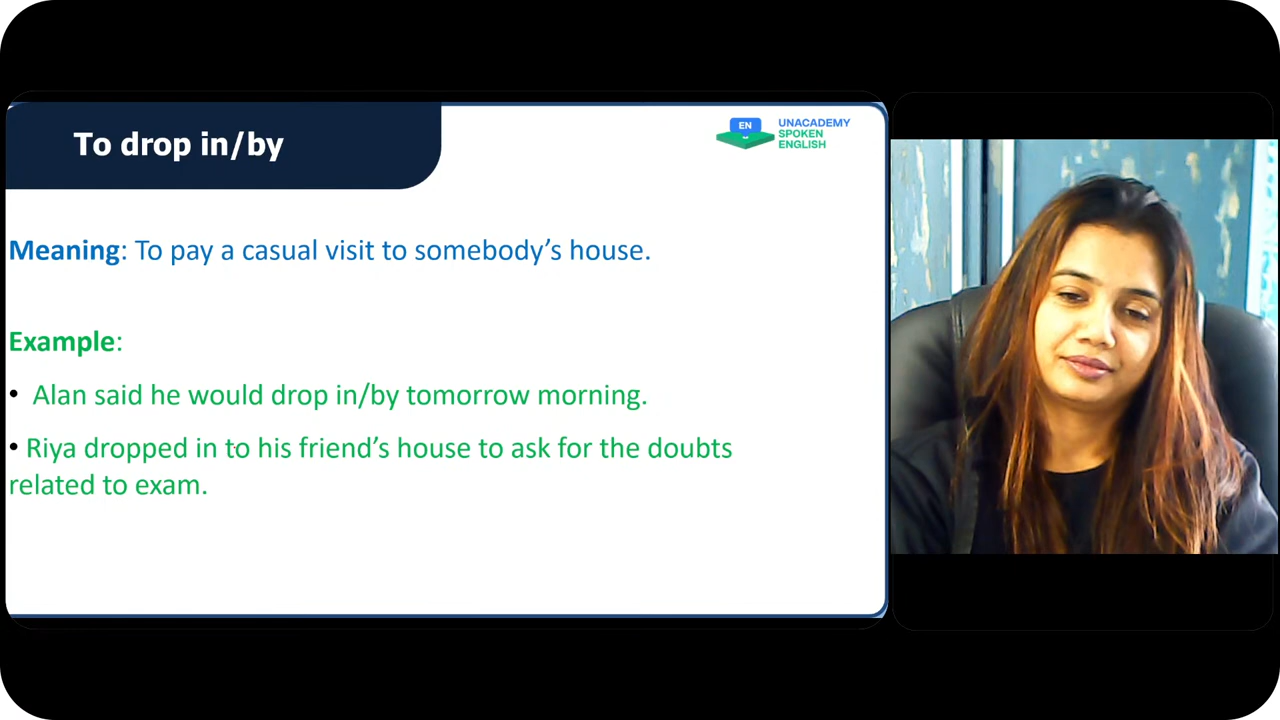 To drop in/by
EN
UNACADEMY
SPOKEN
ENGLISH
Meaning: To pay a casual visit to somebody’s house.
Example:
• Alan said he would drop in/by tomorrow morning.
• Riya dropped in to his friend’s house to ask for the doubts
related to exam.